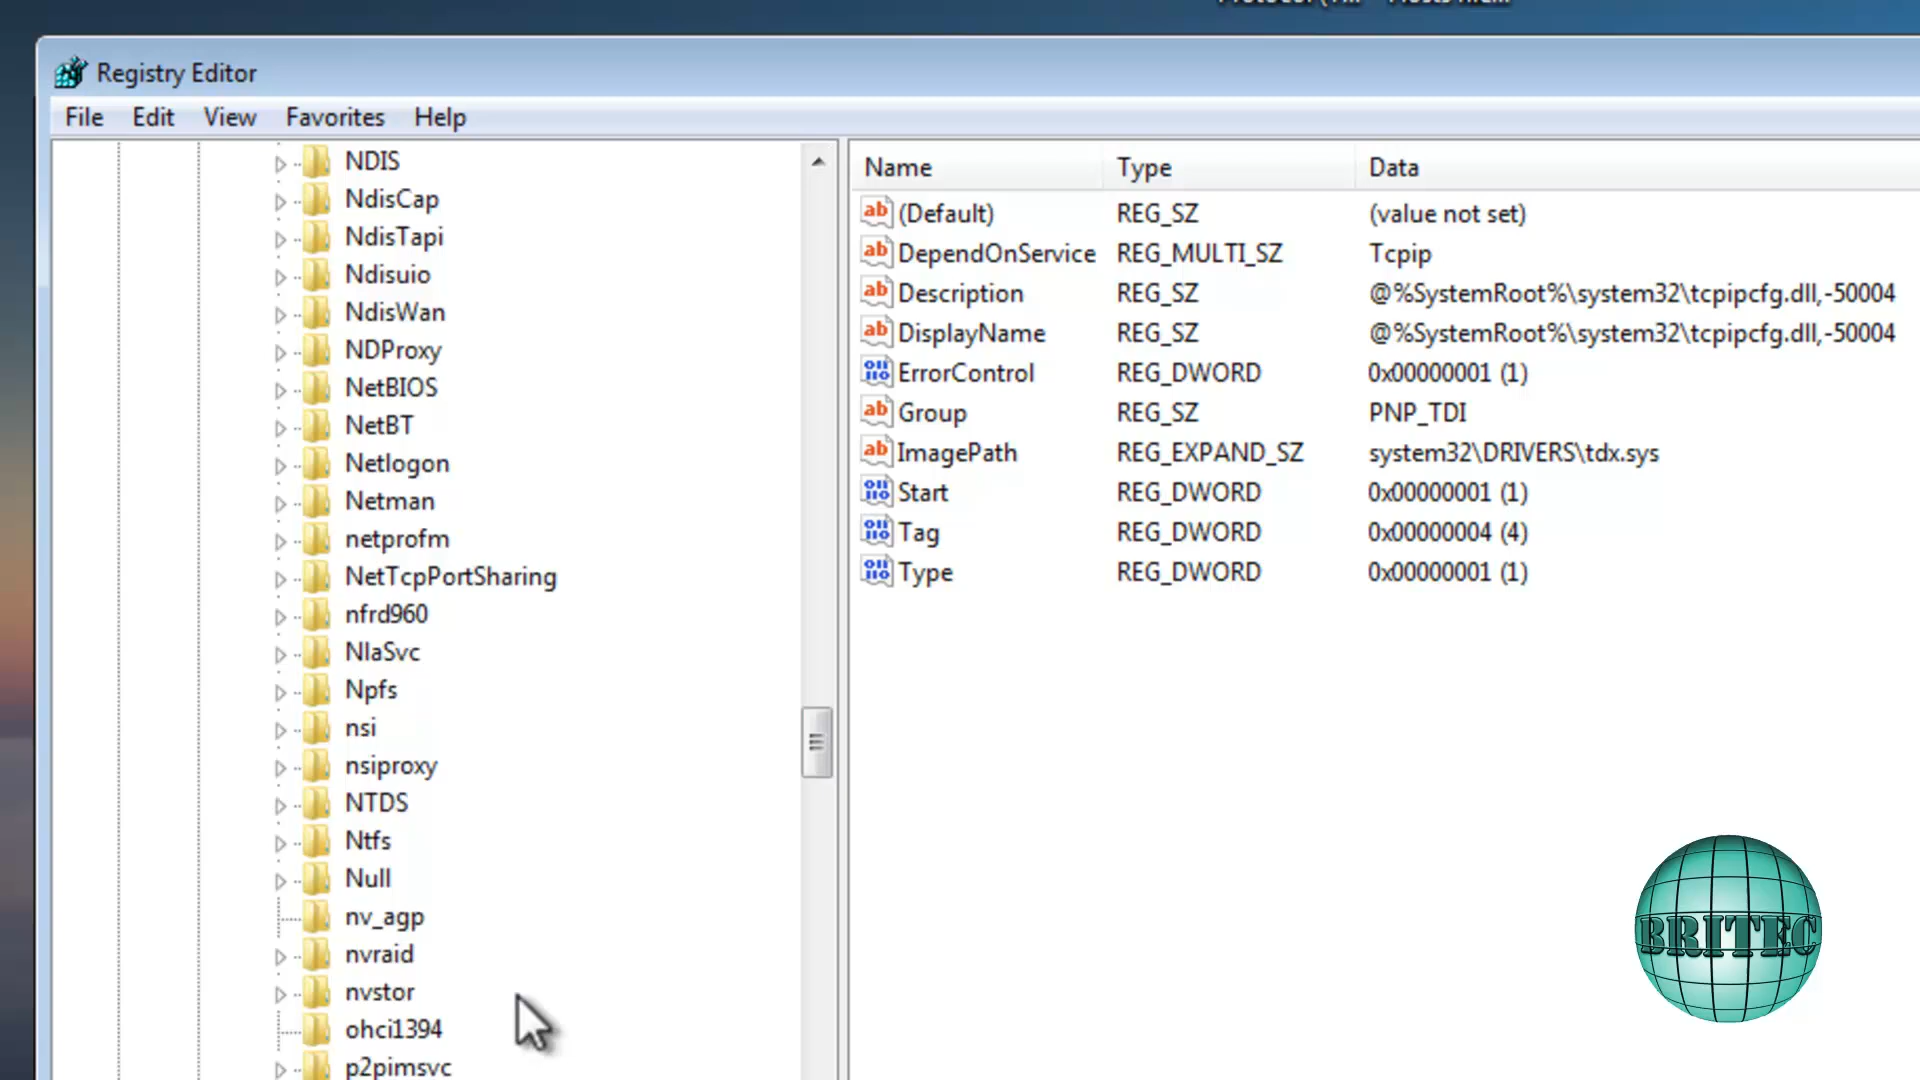 Registry Editor
File Edit View Favorites Help
NDIS
NdisCap
NdisTapi
Ndisuio
NdisWan
NDProxy
NetBIOS
NetBT
Netlogon
Netman
netprofm
NetTcpPortSharing
nfrd960
NlaSvc
Npfs
nsi
nsiproxy
NTDS
Ntfs
Null
nv_agp
nvraid
nvstor
ohci1394
p2pimsvc
Name Type Data
(Default) REG_SZ (value not set)
DependOnService REG_MULTI_SZ Tcpip
Description REG_SZ @%SystemRoot%\system32\tcpipcfg.dll,-50004
DisplayName REG_SZ @%SystemRoot%\system32\tcpipcfg.dll,-50004
ErrorControl REG_DWORD 0x00000001 (1)
Group REG_SZ PNP_TDI
ImagePath REG_EXPAND_SZ system32\DRIVERS\tdx.sys
Start REG_DWORD 0x00000001 (1)
Tag REG_DWORD 0x00000004 (4)
Type REG_DWORD 0x00000001 (1)
BRITEC